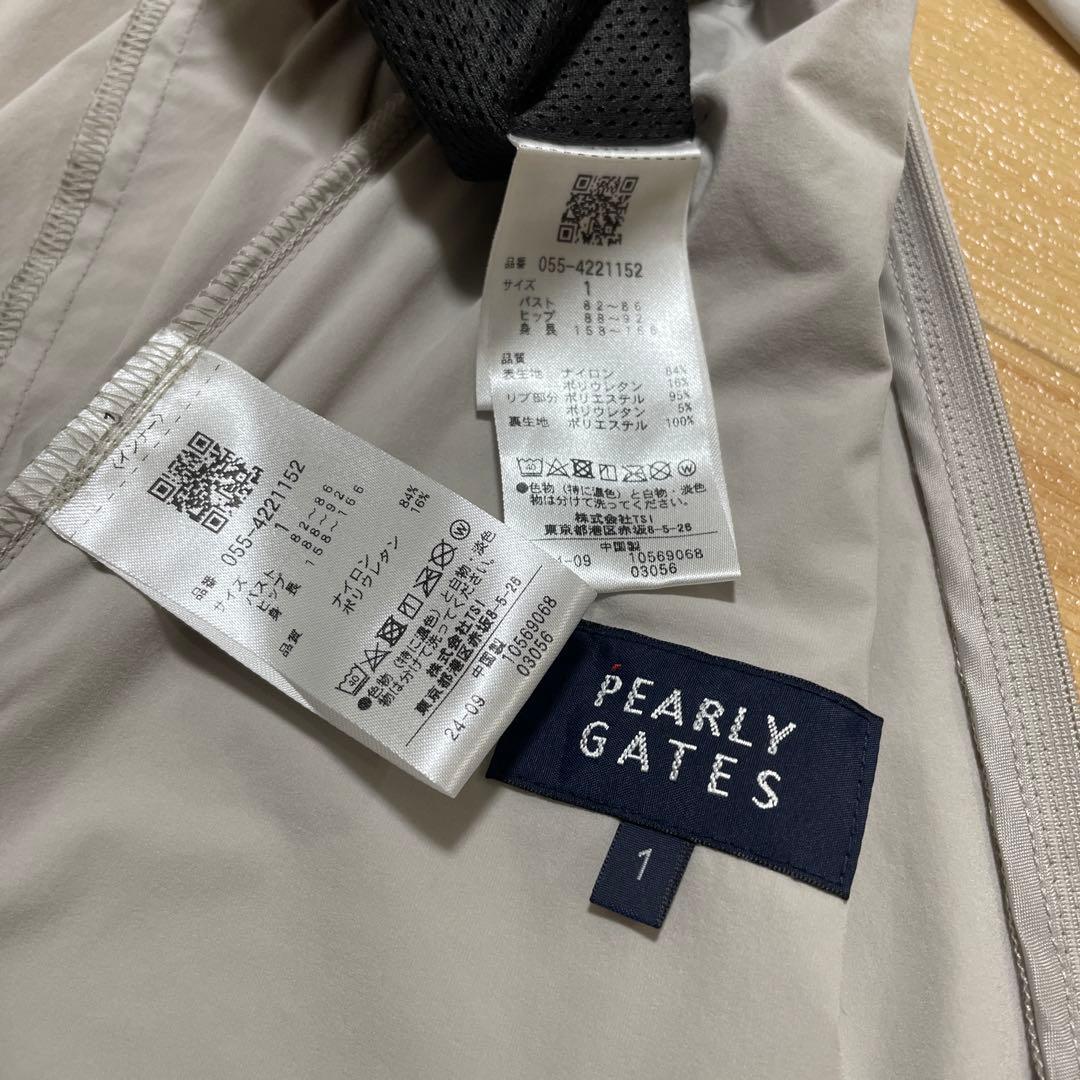 品番 055-4221152
サイズ 1
バスト 82～86
ヒップ 88～92
身長 158～166
品質
表生地 ナイロン 84%
ポリウレタン 16%
リブ部分 ポリエステル 95%
ポリウレタン 5%
裏生地 ポリエステル 100%
40 W
●色物（特に濃色）と白物・淡色
物は分けて洗ってください。
株式会社TSI
東京都港区赤坂8-5-26
中国製
-09 10569068
03056
(インナー)
品番 055-4221152
サイズ 1
バスト 82～86
ヒップ 88～92
身長 158～166
品質
ナイロン 84%
ポリウレタン 16%
40 W
●色物（特に濃色）と白物・淡色
物は分けて洗ってください。
株式会社TSI
東京都港区赤坂8-5-26
中国製
24-09 10569068
03056
PEARLY
GATES
1